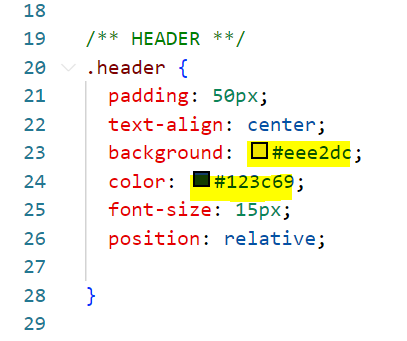 18
19 /** HEADER **/
20 .header {
21 padding: 50px;
22 text-align: center;
23 background: #eee2dc;
24 color: #123c69;
25 font-size: 15px;
26 position: relative;
27
28 }
29